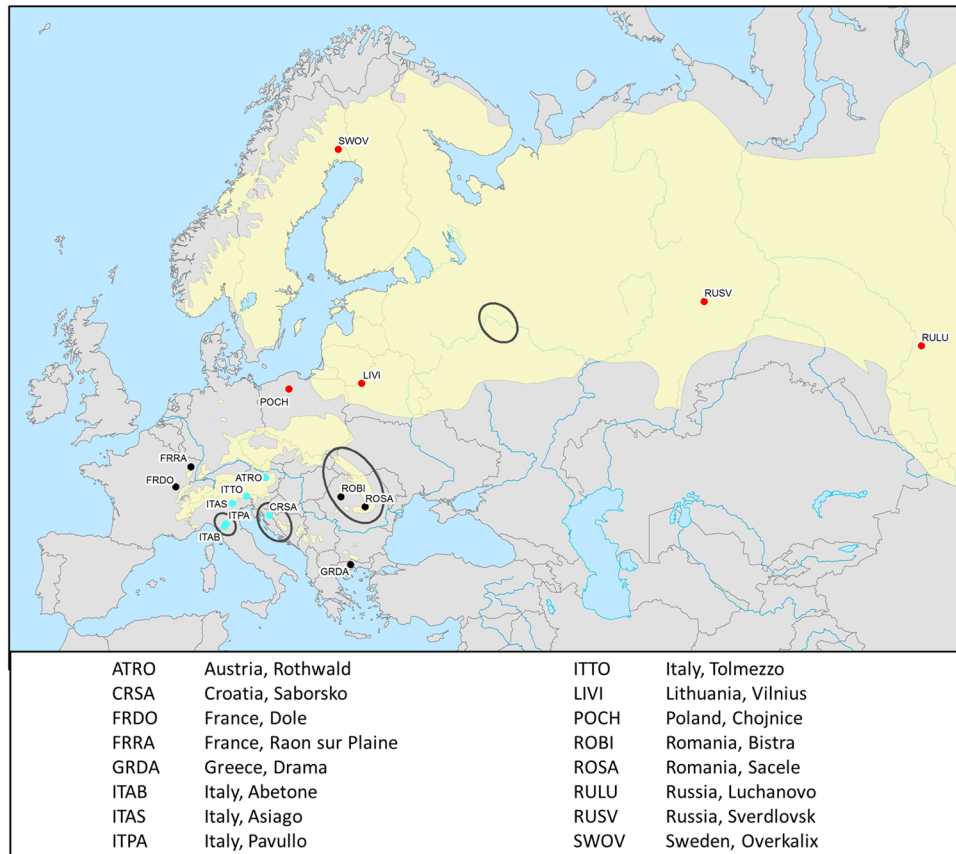 SWOV
RUSV
RULU
LIVI
POCH
FRRA
FRDO
ATRO
ITTO
ITAS
ITPA
ITAB
CRSA
ROBI
ROSA
GRDA
ATRO Austria, Rothwald
CRSA Croatia, Saborsko
FRDO France, Dole
FRRA France, Raon sur Plaine
GRDA Greece, Drama
ITAB Italy, Abetone
ITAS Italy, Asiago
ITPA Italy, Pavullo
ITTO Italy, Tolmezzo
LIVI Lithuania, Vilnius
POCH Poland, Chojnice
ROBI Romania, Bistra
ROSA Romania, Sacele
RULU Russia, Luchanovo
RUSV Russia, Sverdlovsk
SWOV Sweden, Overkalix